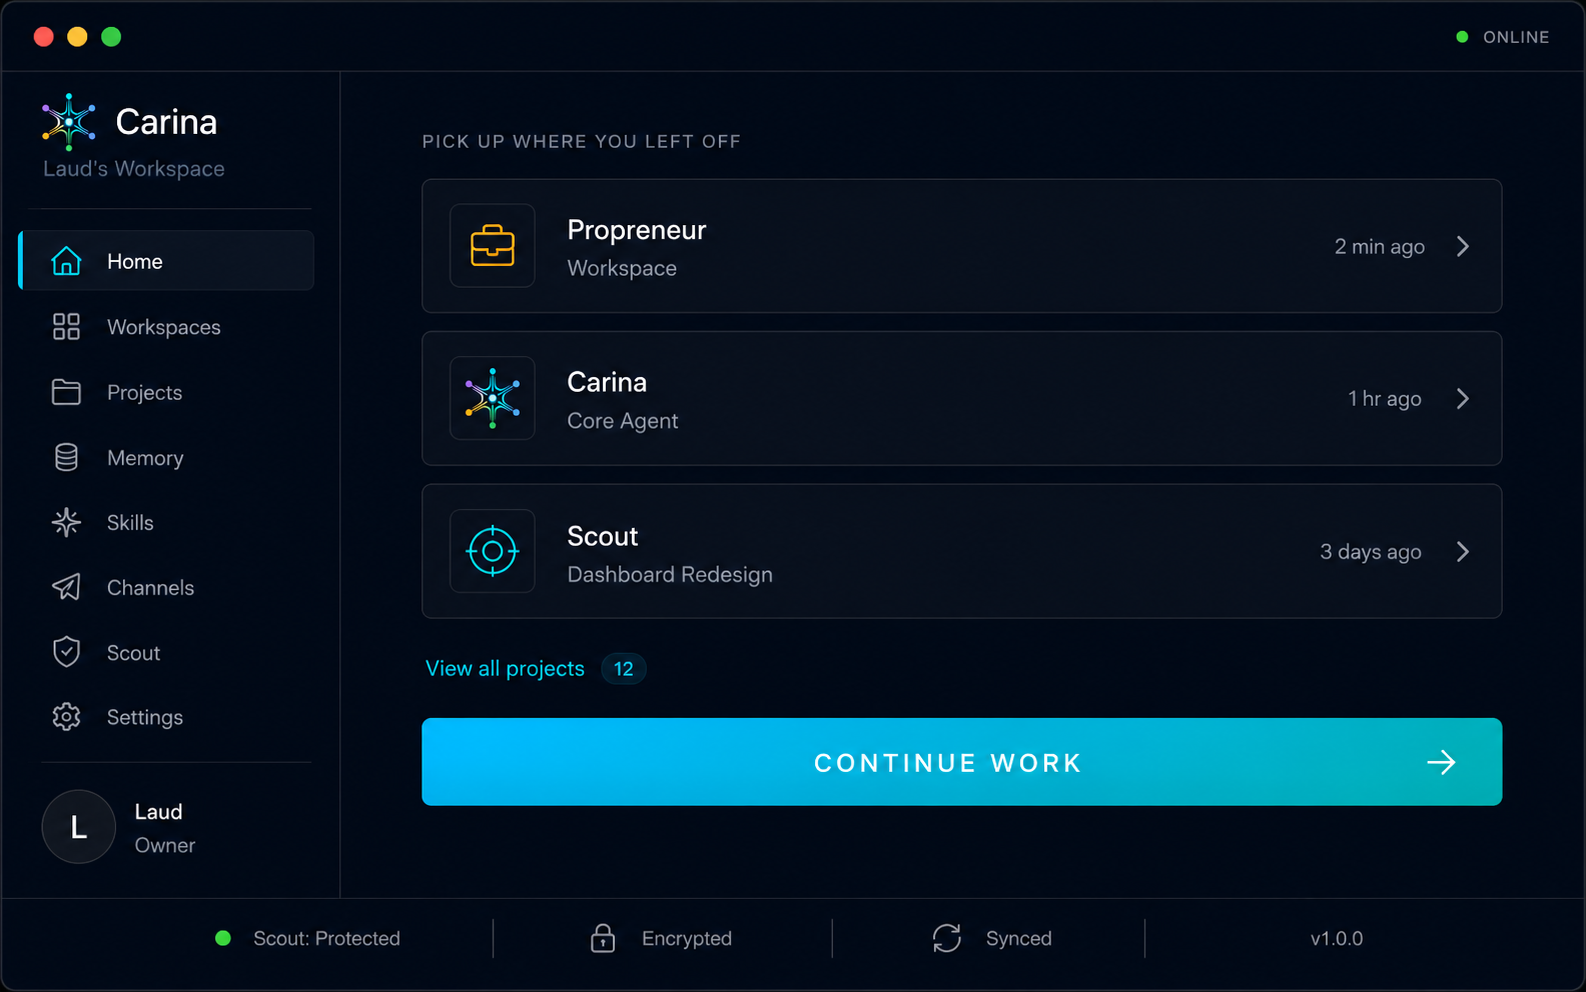 ONLINE
Carina
Laud's Workspace
Home
Workspaces
Projects
Memory
Skills
Channels
Scout
Settings
L
Laud
Owner
PICK UP WHERE YOU LEFT OFF
Propreneur
Workspace
2 min ago
Carina
Core Agent
1 hr ago
Scout
Dashboard Redesign
3 days ago
View all projects 12
CONTINUE WORK
Scout: Protected
Encrypted
Synced
v1.0.0